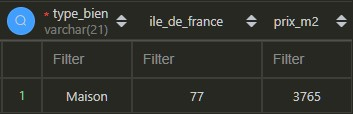 * type_bien ile_de_france prix_m2
varchar(21)
Filter Filter Filter
1 Maison 77 3765